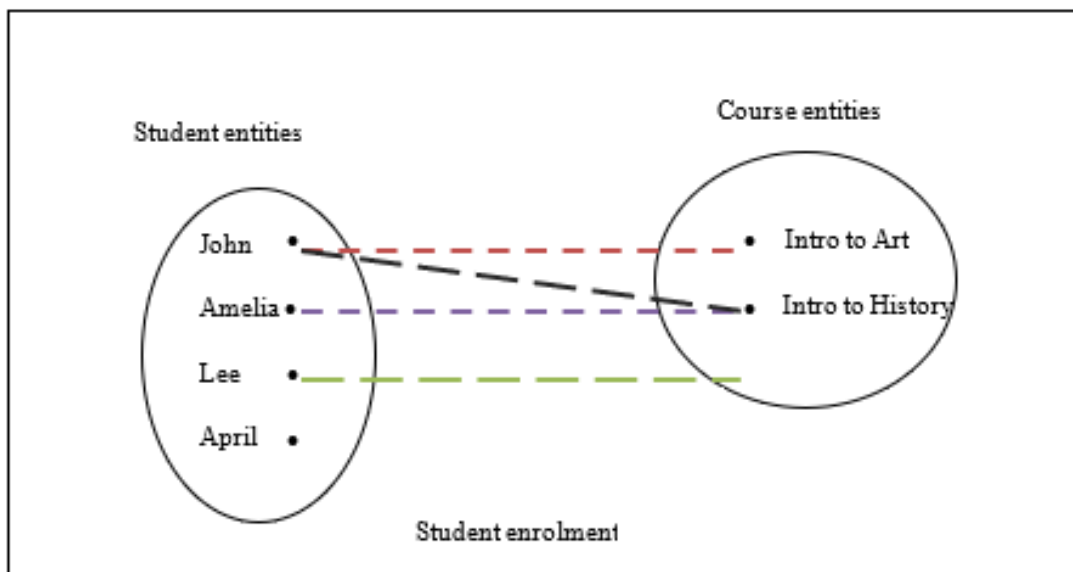 Course entities
Student entities
John
Intro to Art
Amelia
Intro to History
Lee
April
Student enrolment